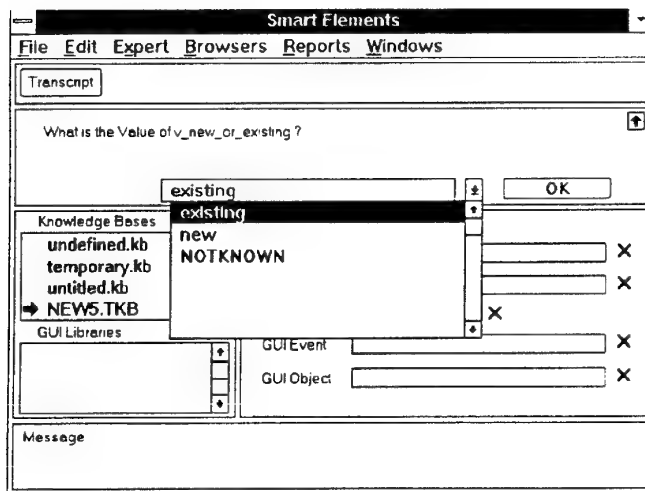 Smart Elements
File Edit Expert Browsers Reports Windows
Transcript
What is the Value of v_new_or_existing ?
existing
OK
existing
new
NOTKNOWN
Knowledge Bases
undefined.kb
temporary.kb
untitled.kb
NEW5.TKB
GUI Libraries
GUI Event
GUI Object
Message